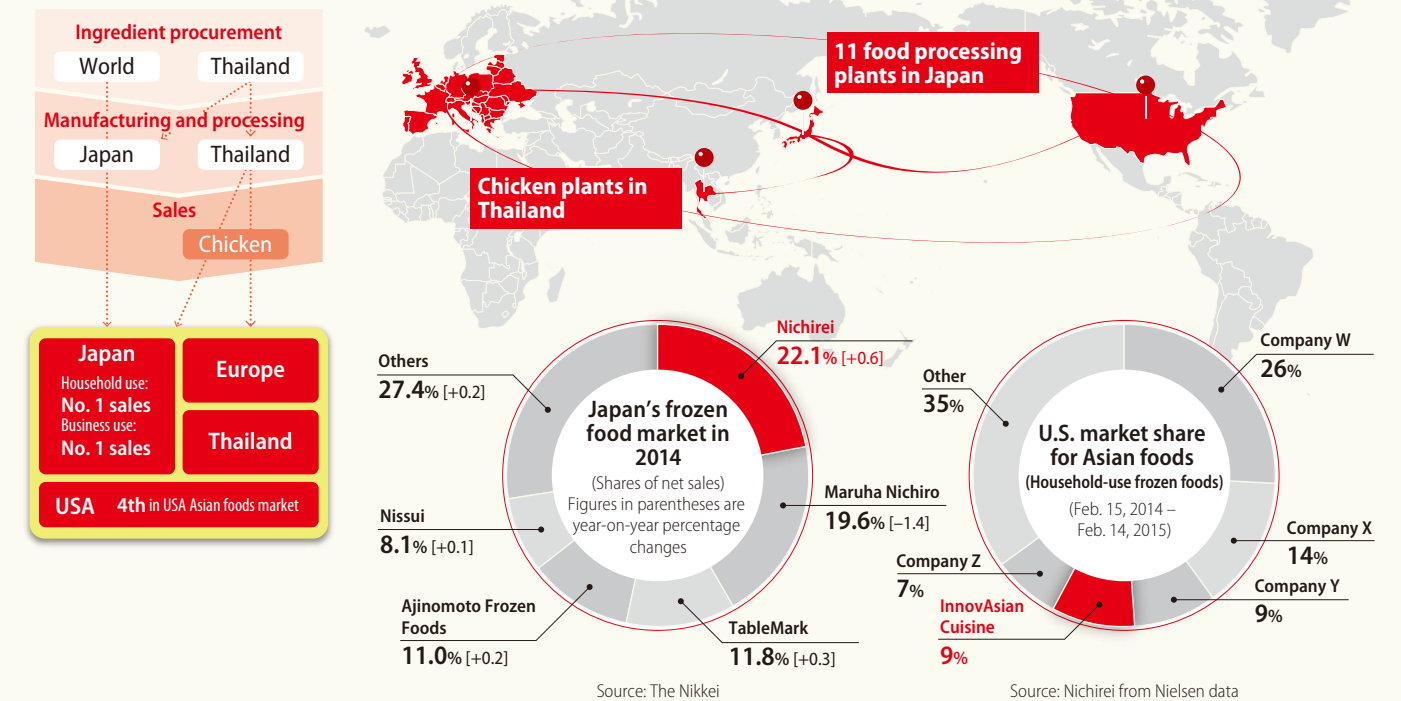 Ingredient procurement
World
Thailand
Manufacturing and processing
Japan
Thailand
Sales
Chicken
Japan
Household use:
No. 1 sales
Business use:
No. 1 sales
Europe
Thailand
USA 4th in USA Asian foods market
11 food processing
plants in Japan
Chicken plants in
Thailand
Japan's frozen
food market in
2014
(Shares of net sales)
Figures in parentheses are
year-on-year percentage
changes
Nichirei
22.1% [+0.6]
Maruha Nichiro
19.6% [–1.4]
TableMark
11.8% [+0.3]
Ajinomoto Frozen
Foods
11.0% [+0.2]
Nissui
8.1% [+0.1]
Others
27.4% [+0.2]
Source: The Nikkei
U.S. market share
for Asian foods
(Household-use frozen foods)
(Feb. 15, 2014 –
Feb. 14, 2015)
Company W
26%
Company X
14%
Company Y
9%
InnovAsian
Cuisine
9%
Company Z
7%
Other
35%
Source: Nichirei from Nielsen data